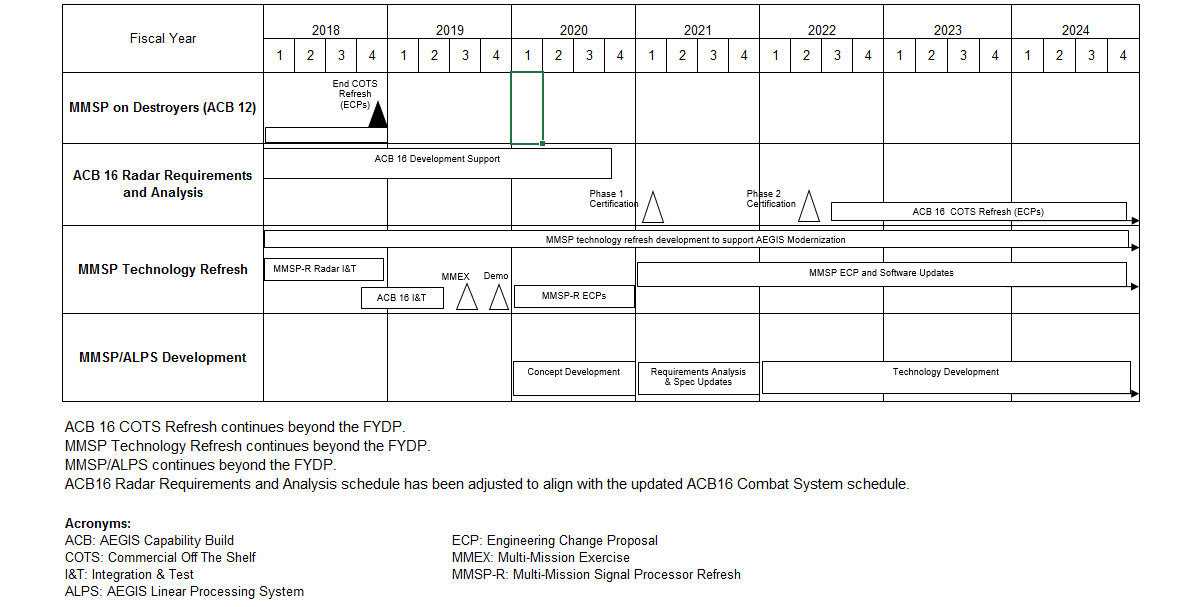 Fiscal Year
2018 2019 2020 2021 2022 2023 2024
1 2 3 4 1 2 3 4 1 2 3 4 1 2 3 4 1 2 3 4 1 2 3 4 1 2 3 4
MMSP on Destroyers (ACB 12)
End COTS
Refresh
(ECPs)
ACB 16 Radar Requirements
and Analysis
ACB 16 Development Support
Phase 1
Certification
Phase 2
Certification
ACB 16 COTS Refresh (ECPs)
MMSP Technology Refresh
MMSP technology refresh development to support AEGIS Modernization
MMSP-R Radar I&T
ACB 16 I&T
MMEX
Demo
MMSP-R ECPs
MMSP ECP and Software Updates
MMSP/ALPS Development
Concept Development
Requirements Analysis
& Spec Updates
Technology Development
ACB 16 COTS Refresh continues beyond the FYDP.
MMSP Technology Refresh continues beyond the FYDP.
MMSP/ALPS continues beyond the FYDP.
ACB16 Radar Requirements and Analysis schedule has been adjusted to align with the updated ACB16 Combat System schedule.
Acronyms:
ACB: AEGIS Capability Build
COTS: Commercial Off The Shelf
I&T: Integration & Test
ALPS: AEGIS Linear Processing System
ECP: Engineering Change Proposal
MMEX: Multi-Mission Exercise
MMSP-R: Multi-Mission Signal Processor Refresh